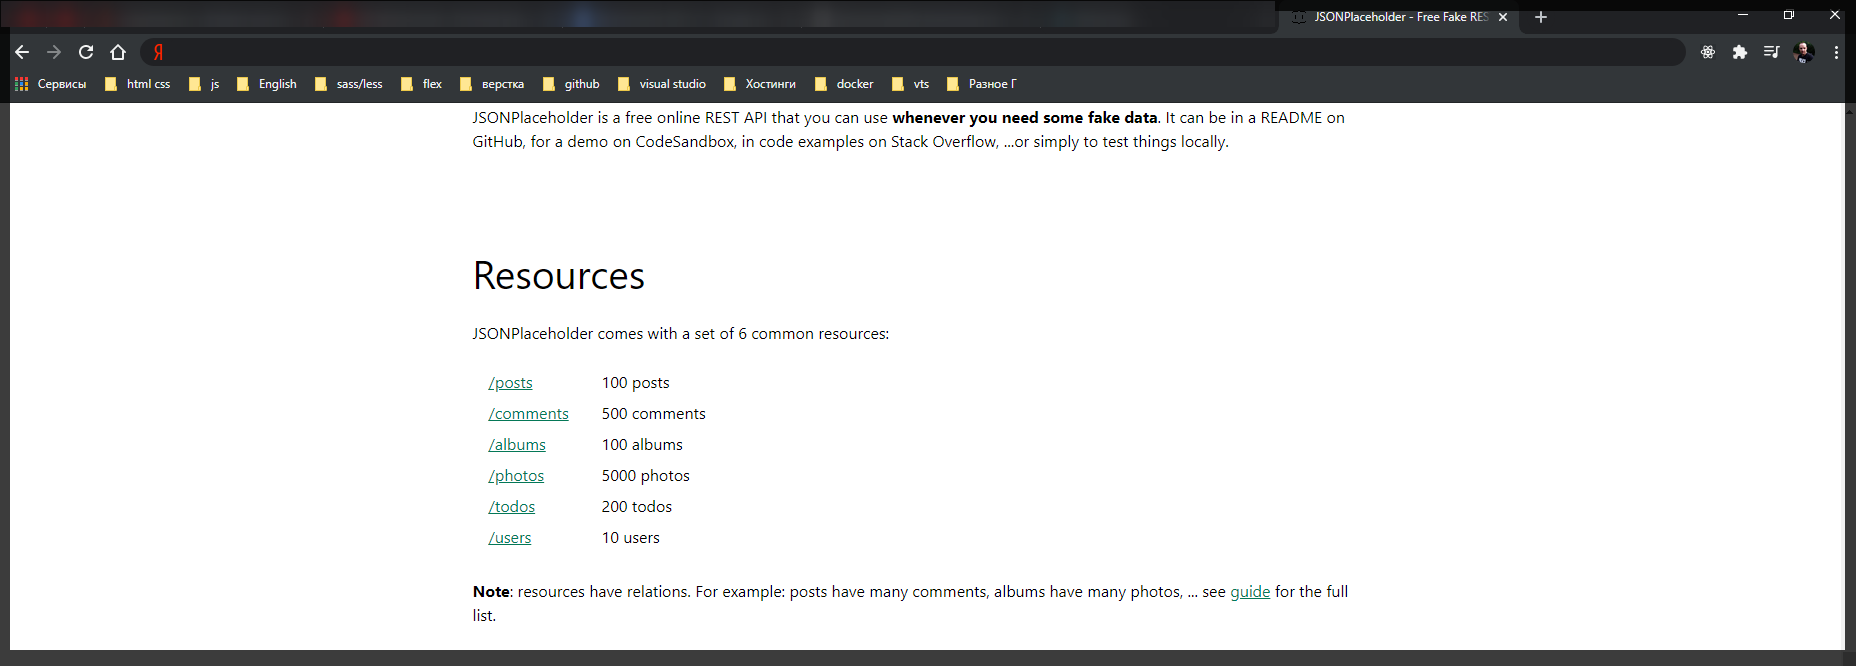 JSONPlaceholder - Free Fake RES
Я
Сервисы html css js English sass/less flex верстка github visual studio Хостинги docker vts Разное Г
JSONPlaceholder is a free online REST API that you can use whenever you need some fake data. It can be in a README on
GitHub, for a demo on CodeSandbox, in code examples on Stack Overflow, ...or simply to test things locally.
Resources
JSONPlaceholder comes with a set of 6 common resources:
/posts 100 posts
/comments 500 comments
/albums 100 albums
/photos 5000 photos
/todos 200 todos
/users 10 users
Note: resources have relations. For example: posts have many comments, albums have many photos, ... see guide for the full
list.